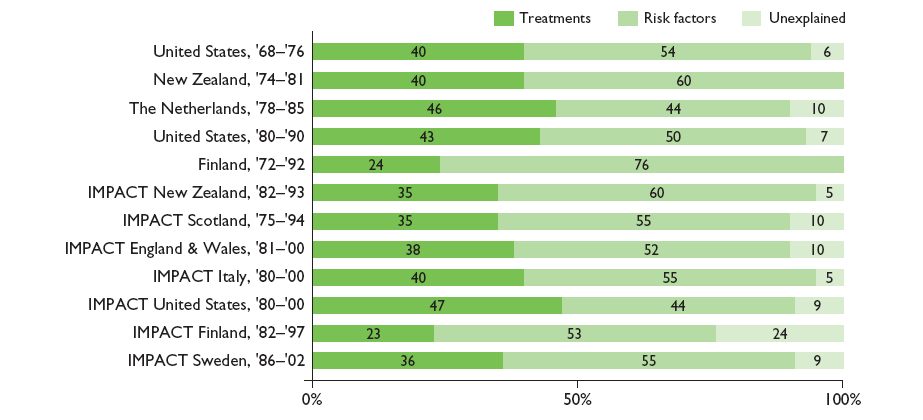 Treatments Risk factors Unexplained
United States, '68–'76 40 54 6
New Zealand, '74–'81 40 60
The Netherlands, '78–'85 46 44 10
United States, '80–'90 43 50 7
Finland, '72–'92 24 76
IMPACT New Zealand, '82–'93 35 60 5
IMPACT Scotland, '75–'94 35 55 10
IMPACT England & Wales, '81–'00 38 52 10
IMPACT Italy, '80–'00 40 55 5
IMPACT United States, '80–'00 47 44 9
IMPACT Finland, '82–'97 23 53 24
IMPACT Sweden, '86–'02 36 55 9
0% 50% 100%